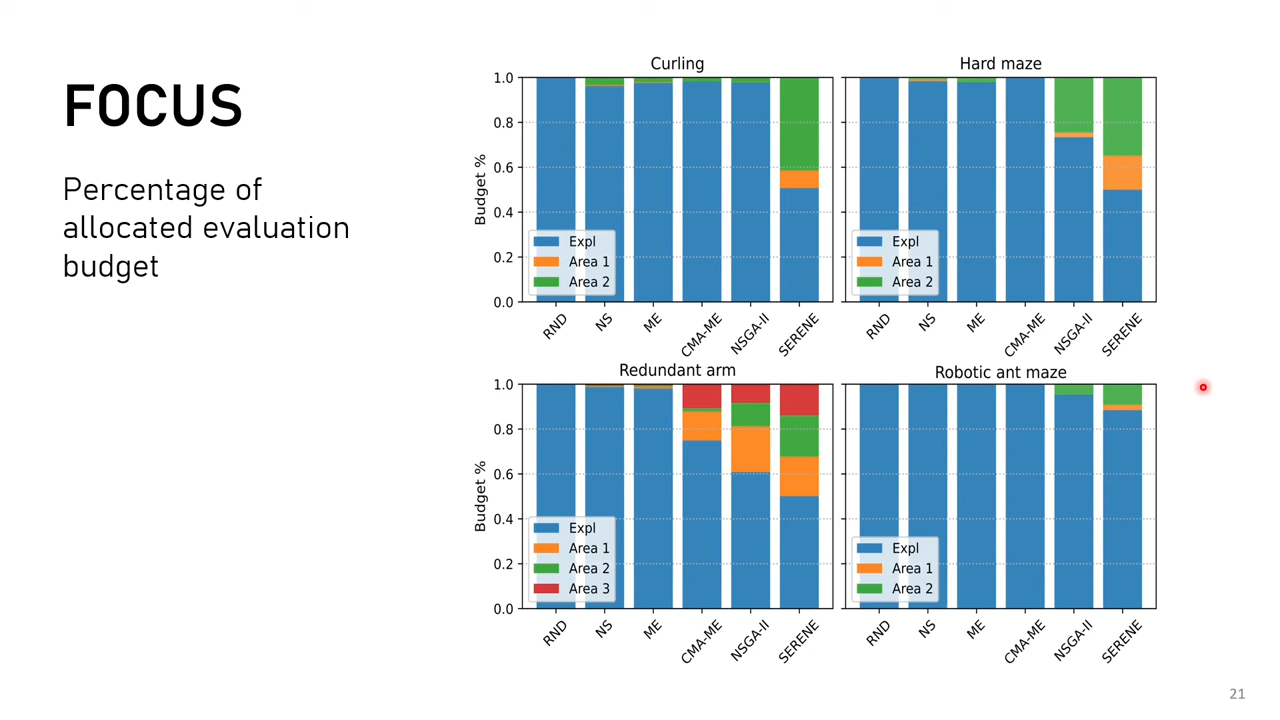 FOCUS
Percentage of
allocated evaluation
budget
Curling
Budget %
1.0
0.8
0.6
0.4
0.2
0.0
Expl
Area 1
Area 2
RND
NS
ME
CMA-ME
NSGA-II
SERENE
Hard maze
Expl
Area 1
Area 2
RND
NS
ME
CMA-ME
NSGA-II
SERENE
Redundant arm
Budget %
1.0
0.8
0.6
0.4
0.2
0.0
Expl
Area 1
Area 2
Area 3
RND
NS
ME
CMA-ME
NSGA-II
SERENE
Robotic ant maze
Expl
Area 1
Area 2
RND
NS
ME
CMA-ME
NSGA-II
SERENE
21